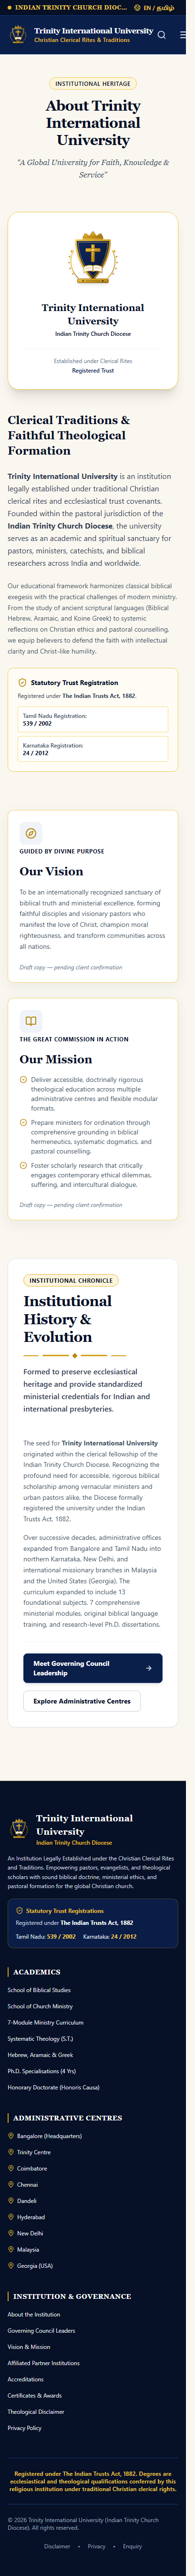 INDIAN TRINITY CHURCH DIOC...
EN / தமிழ்
Trinity International University
Christian Clerical Rites & Traditions
INSTITUTIONAL HERITAGE
About Trinity
International
University
"A Global University for Faith, Knowledge &
Service"
Trinity International
University
Indian Trinity Church Diocese
Established under Clerical Rites
Registered Trust
Clerical Traditions &
Faithful Theological
Formation
Trinity International University is an institution
legally established under traditional Christian
clerical rites and ecclesiastical trust covenants.
Founded within the pastoral jurisdiction of the
Indian Trinity Church Diocese, the university
serves as an academic and spiritual sanctuary for
pastors, ministers, catechists, and biblical
researchers across India and worldwide.
Our educational framework harmonizes classical biblical
exegesis with the practical challenges of modern ministry.
From the study of ancient scriptural languages (Biblical
Hebrew, Aramaic, and Koine Greek) to systemic
reflections on Christian ethics and pastoral counselling,
we equip believers to defend the faith with intellectual
clarity and Christ-like humility.
Statutory Trust Registration
Registered under The Indian Trusts Act, 1882.
Tamil Nadu Registration:
539 / 2002
Karnataka Registration:
24 / 2012
GUIDED BY DIVINE PURPOSE
Our Vision
To be an internationally recognized sanctuary of
biblical truth and ministerial excellence, forming
faithful disciples and visionary pastors who
manifest the love of Christ, champion moral
righteousness, and transform communities across
all nations.
Draft copy — pending client confirmation
THE GREAT COMMISSION IN ACTION
Our Mission
Deliver accessible, doctrinally rigorous
theological education across multiple
administrative centres and flexible modular
formats.
Prepare ministers for ordination through
comprehensive grounding in biblical
hermeneutics, systematic dogmatics, and
pastoral counselling.
Foster scholarly research that critically
engages contemporary ethical dilemmas,
suffering, and intercultural dialogue.
Draft copy — pending client confirmation
INSTITUTIONAL CHRONICLE
Institutional
History &
Evolution
Formed to preserve ecclesiastical
heritage and provide standardized
ministerial credentials for Indian and
international presbyteries.
The seed for Trinity International University
originated within the clerical office of the
Indian Trinity Church Diocese. Recognizing the
profound need for accessible, rigorous biblical
scholarship among vernacular ministers and
urban pastors alike, the Diocese formally
registered the university under the Indian
Trusts Act, 1882.
Over successive decades, administrative offices
expanded from Bangalore and Tamil Nadu into
northern Karnataka, New Delhi, and
international missionary branches in Malaysia
and the United States (Georgia). The
curriculum expanded to include 13
foundational subjects, 7 comprehensive
ministerial modules, original biblical language
training, and research-level Ph.D. dissertations.
Meet Governing Council
Leadership
Explore Administrative Centres
Trinity International
University
Indian Trinity Church Diocese
An Institution Legally Established under the Christian Clerical Rites
and Traditions. Empowering pastors, evangelists, and theological
scholars with sound biblical doctrine, ministerial ethics, and
pastoral formation for the global Christian church.
Statutory Trust Registrations
Registered under The Indian Trusts Act, 1882
Tamil Nadu: 539 / 2002 Karnataka: 24 / 2012
ACADEMICS
School of Biblical Studies
School of Church Ministry
7-Module Ministry Curriculum
Systematic Theology (S.T.)
Hebrew, Aramaic & Greek
Ph.D. Specialisations (4 Yrs)
Honorary Doctorate (Honoris Causa)
ADMINISTRATIVE CENTRES
Bangalore (Headquarters)
Trinity Centre
Coimbatore
Chennai
Dandeli
Hyderabad
New Delhi
Malaysia
Georgia (USA)
INSTITUTION & GOVERNANCE
About the Institution
Governing Council Leaders
Vision & Mission
Affiliated Partner Institutions
Accreditations
Certificates & Awards
Theological Disclaimer
Privacy Policy
Registered under The Indian Trusts Act, 1882. Degrees are
ecclesiastical and theological qualifications conferred by this
religious institution under traditional Christian clerical rights.
© 2026 Trinity International University (Indian Trinity Church
Diocese). All rights reserved.
Disclaimer • Privacy • Enquiry